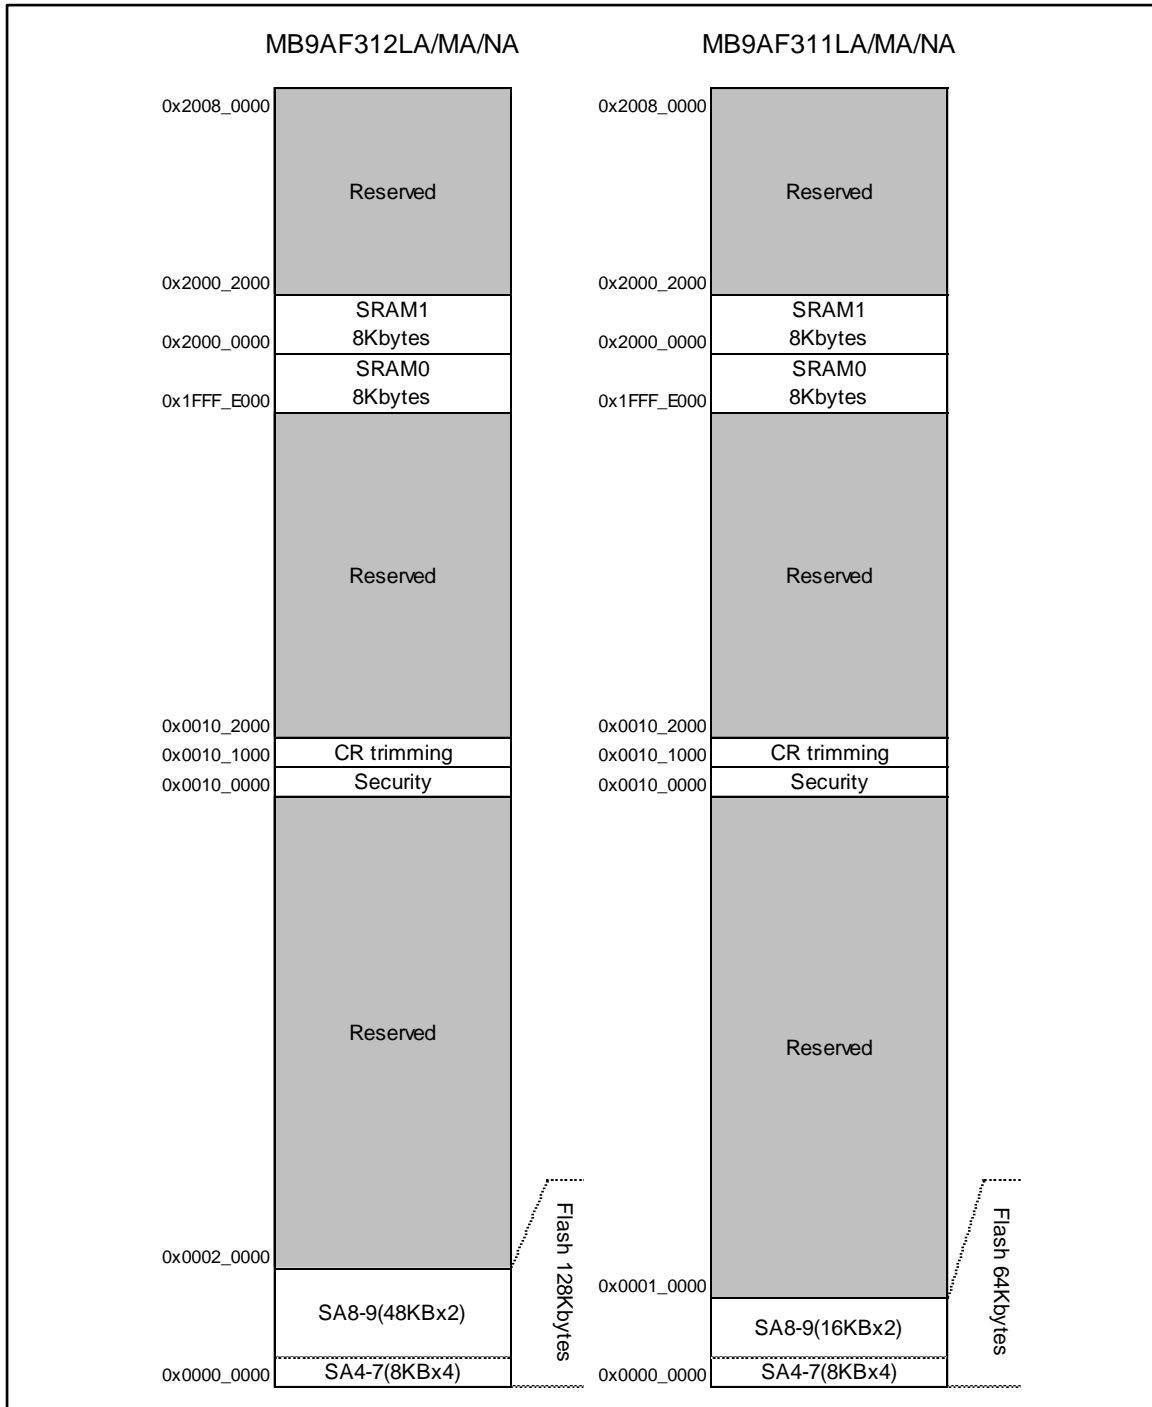 MB9AF312LA/MA/NA
0x2008_0000
Reserved
0x2000_2000
SRAM1
8Kbytes
0x2000_0000
SRAM0
8Kbytes
0x1FFF_E000
Reserved
0x0010_2000
CR trimming
0x0010_1000
Security
0x0010_0000
Reserved
0x0002_0000
SA8-9(48KBx2)
SA4-7(8KBx4)
0x0000_0000
Flash 128Kbytes
MB9AF311LA/MA/NA
0x2008_0000
Reserved
0x2000_2000
SRAM1
8Kbytes
0x2000_0000
SRAM0
8Kbytes
0x1FFF_E000
Reserved
0x0010_2000
CR trimming
0x0010_1000
Security
0x0010_0000
Reserved
0x0001_0000
SA8-9(16KBx2)
SA4-7(8KBx4)
0x0000_0000
Flash 64Kbytes